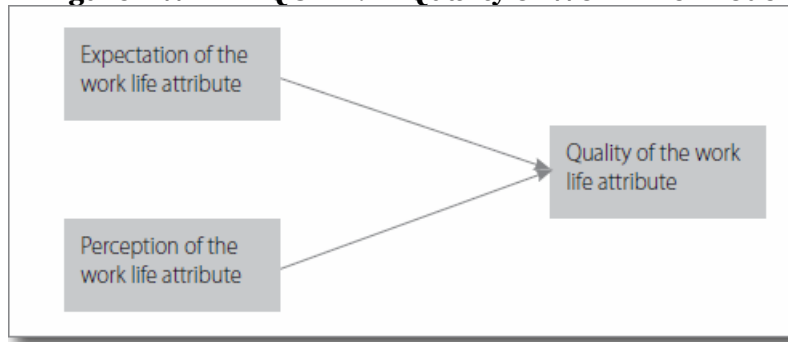 Expectation of the
work life attribute
Quality of the work
life attribute
Perception of the
work life attribute